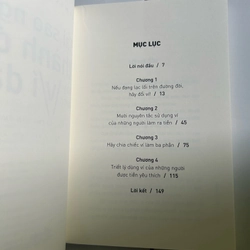 MỤC LỤC
Lời nói đầu / 7
Chương 1
Nếu đang lạc lối trên đường đời,
hãy đổi ví / 13
Chương 2
Mười nguyên tắc sử dụng ví
của những người làm ra tiền / 45
Chương 3
Hãy chia chiếc ví làm ba phần / 75
Chương 4
Triết lý dùng ví của những người
được tiền yêu thích / 115
Lời kết / 149